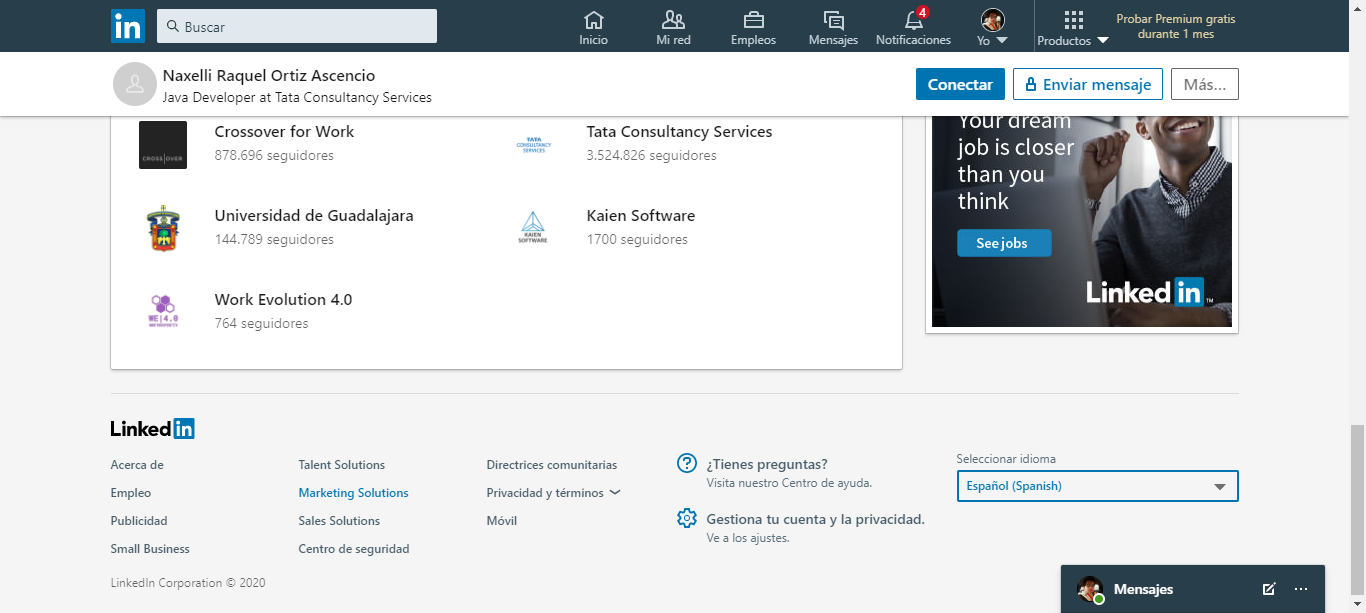 in
Buscar
Inicio
Mi red
Empleos
Mensajes
4
Notificaciones
Yo
Productos
Probar Premium gratis
durante 1 mes
Naxelli Raquel Ortiz Ascencio
Java Developer at Tata Consultancy Services
Conectar
Enviar mensaje
Más...
CROSS|OVER
Crossover for Work
878.696 seguidores
TATA
CONSULTANCY
SERVICES
Tata Consultancy Services
3.524.826 seguidores
Universidad de Guadalajara
144.789 seguidores
KAIEN
SOFTWARE
Kaien Software
1700 seguidores
WE|4.0
Work Evolution 4.0
764 seguidores
Your dream
job is closer
than you
think
See jobs
Linked in ™
Linked in
Acerca de
Empleo
Publicidad
Small Business
Talent Solutions
Marketing Solutions
Sales Solutions
Centro de seguridad
Directrices comunitarias
Privacidad y términos
Móvil
¿Tienes preguntas?
Visita nuestro Centro de ayuda.
Gestiona tu cuenta y la privacidad.
Ve a los ajustes.
Seleccionar idioma
Español (Spanish)
LinkedIn Corporation © 2020
Mensajes